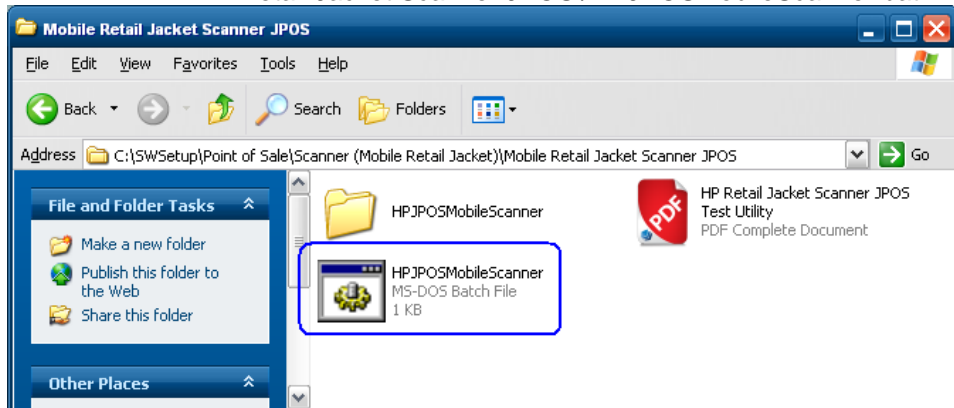 Mobile Retail Jacket Scanner JPOS
File Edit View Favorites Tools Help
Back Search Folders
Address C:\SWSetup\Point of Sale\Scanner (Mobile Retail Jacket)\Mobile Retail Jacket Scanner JPOS Go
File and Folder Tasks
Make a new folder
Publish this folder to
the Web
Share this folder
Other Places
HPJPOSMobileScanner
HP Retail Jacket Scanner JPOS
Test Utility
PDF Complete Document
PDF
HPJPOSMobileScanner
MS-DOS Batch File
1 KB